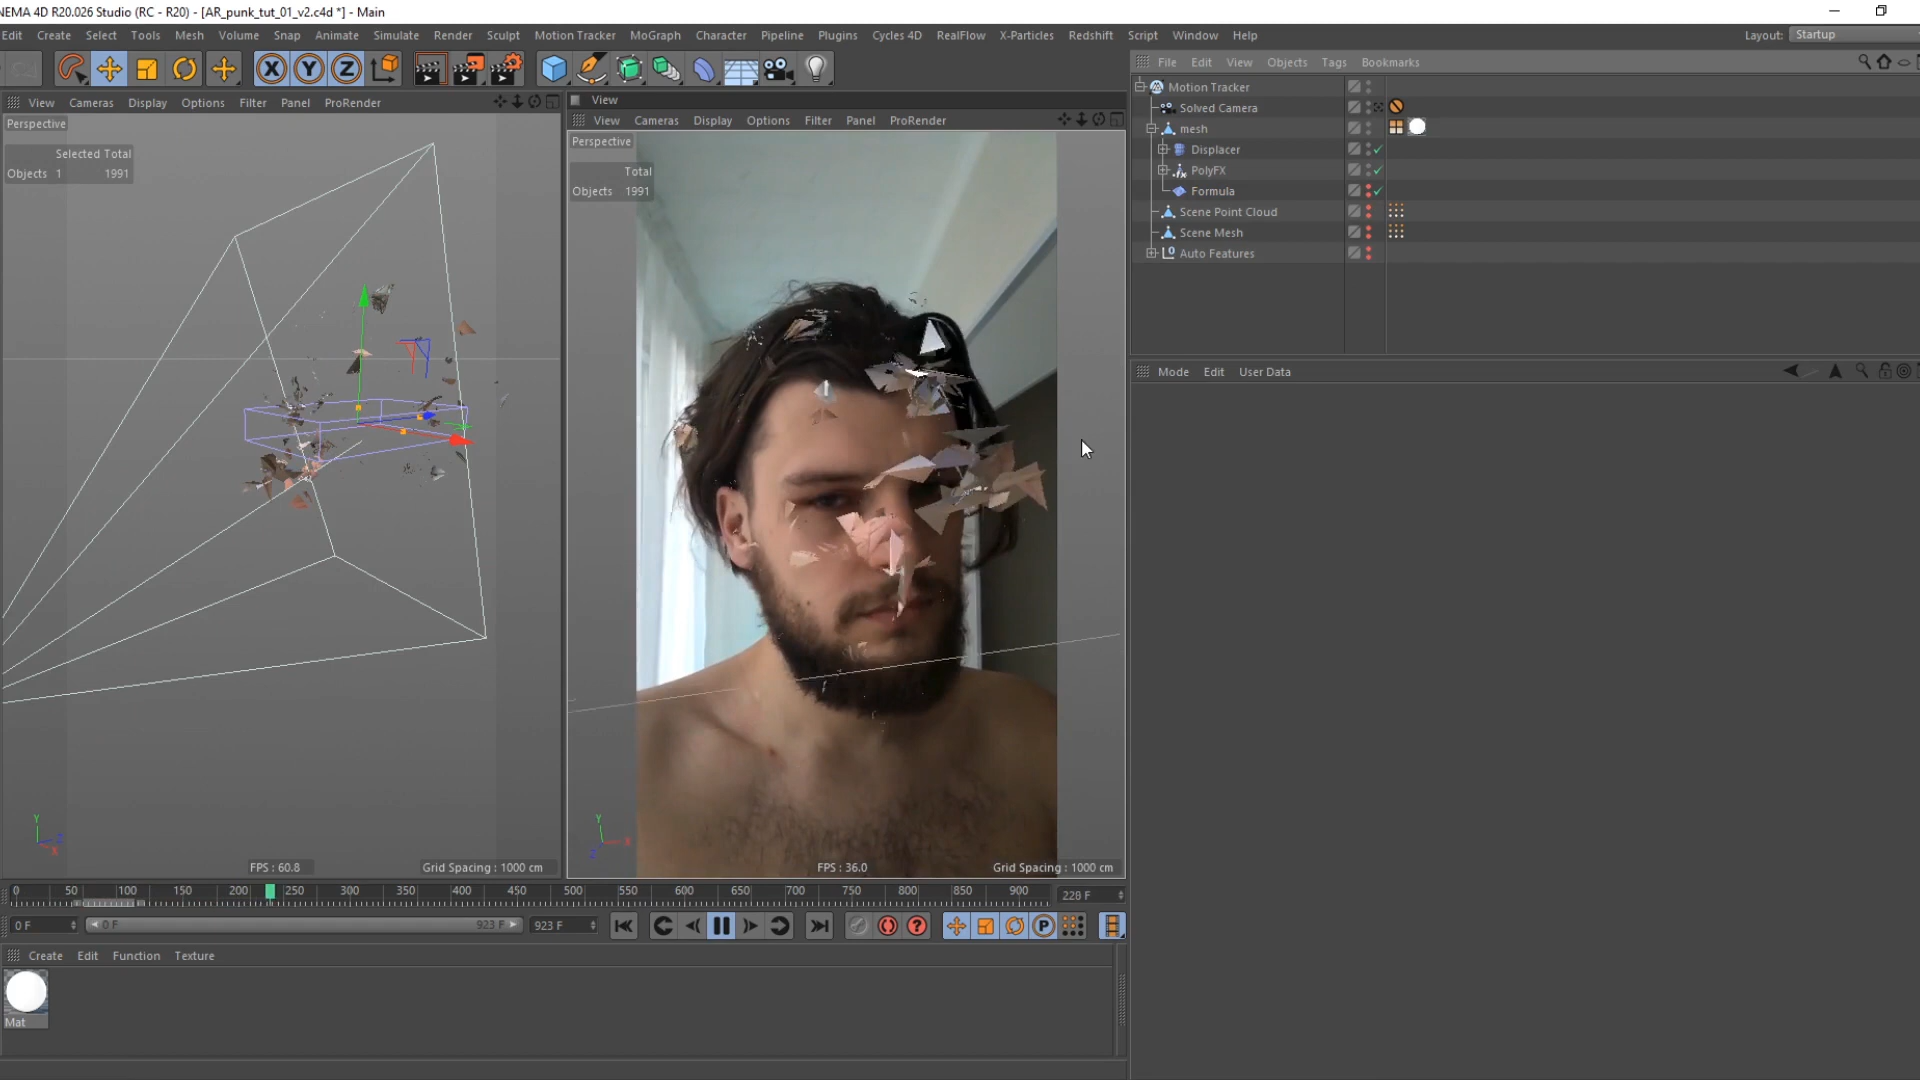 NEMA 4D R20.026 Studio (RC - R20) - [AR_punk_tut_01_v2.c4d *] - Main
Edit Create Select Tools Mesh Volume Snap Animate Simulate Render Sculpt Motion Tracker MoGraph Character Pipeline Plugins Cycles 4D RealFlow X-Particles Redshift Script Window Help Layout: Startup
X Y Z
File Edit View Objects Tags Bookmarks
View Cameras Display Options Filter Panel ProRender
Perspective
Selected Total
Objects 1 1991
View
View Cameras Display Options Filter Panel ProRender
Perspective
Total
Objects 1991
Motion Tracker
Solved Camera
mesh
Displacer
PolyFX
Formula
Scene Point Cloud
Scene Mesh
Auto Features
Mode Edit User Data
Y Z X
FPS : 60.8 Grid Spacing : 1000 cm
Y X Z
FPS : 36.0 Grid Spacing : 1000 cm
0 50 100 150 200 250 300 350 400 450 500 550 600 650 700 750 800 850 900 228 F
0 F 0 F 923 F 923 F
P
Create Edit Function Texture
Mat